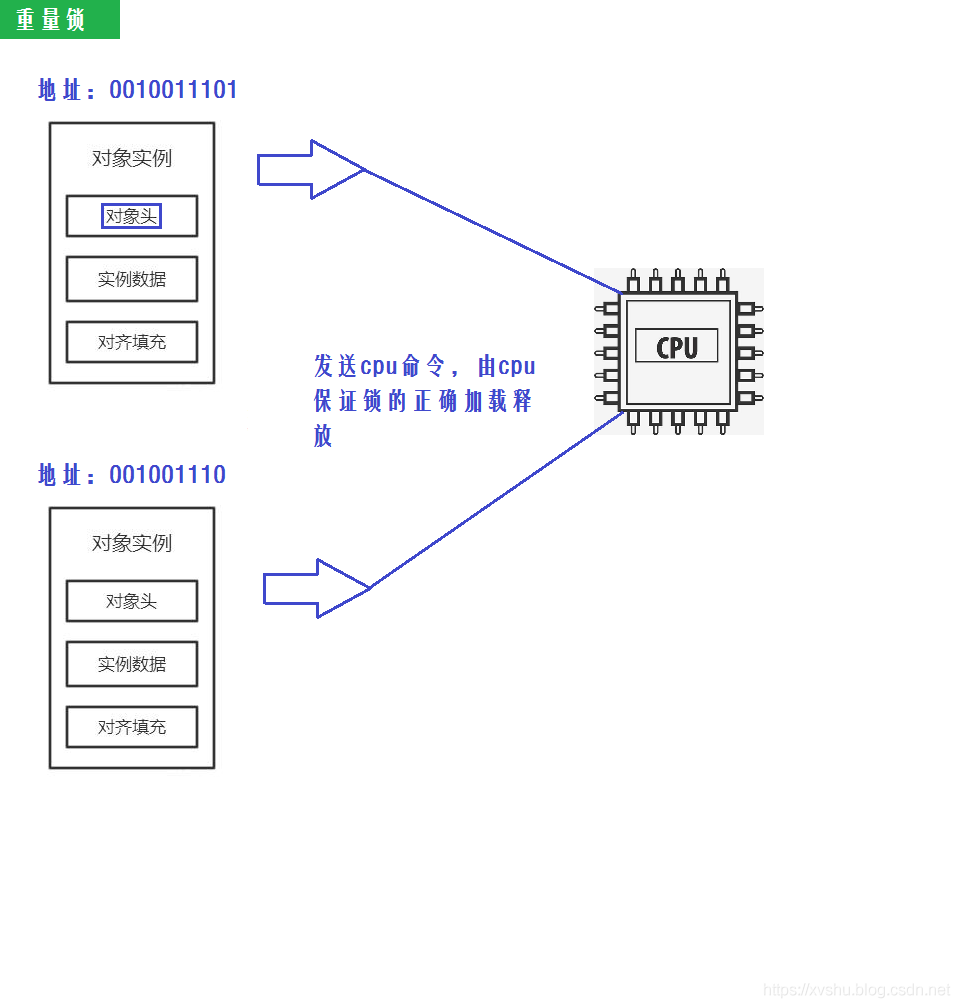 重量锁
地址：0010011101
对象实例
对象头
实例数据
对齐填充
CPU
发送cpu命令，由cpu
保证锁的正确加载释
放
地址：001001110
对象实例
对象头
实例数据
对齐填充
https://xvshu.blog.csdn.net